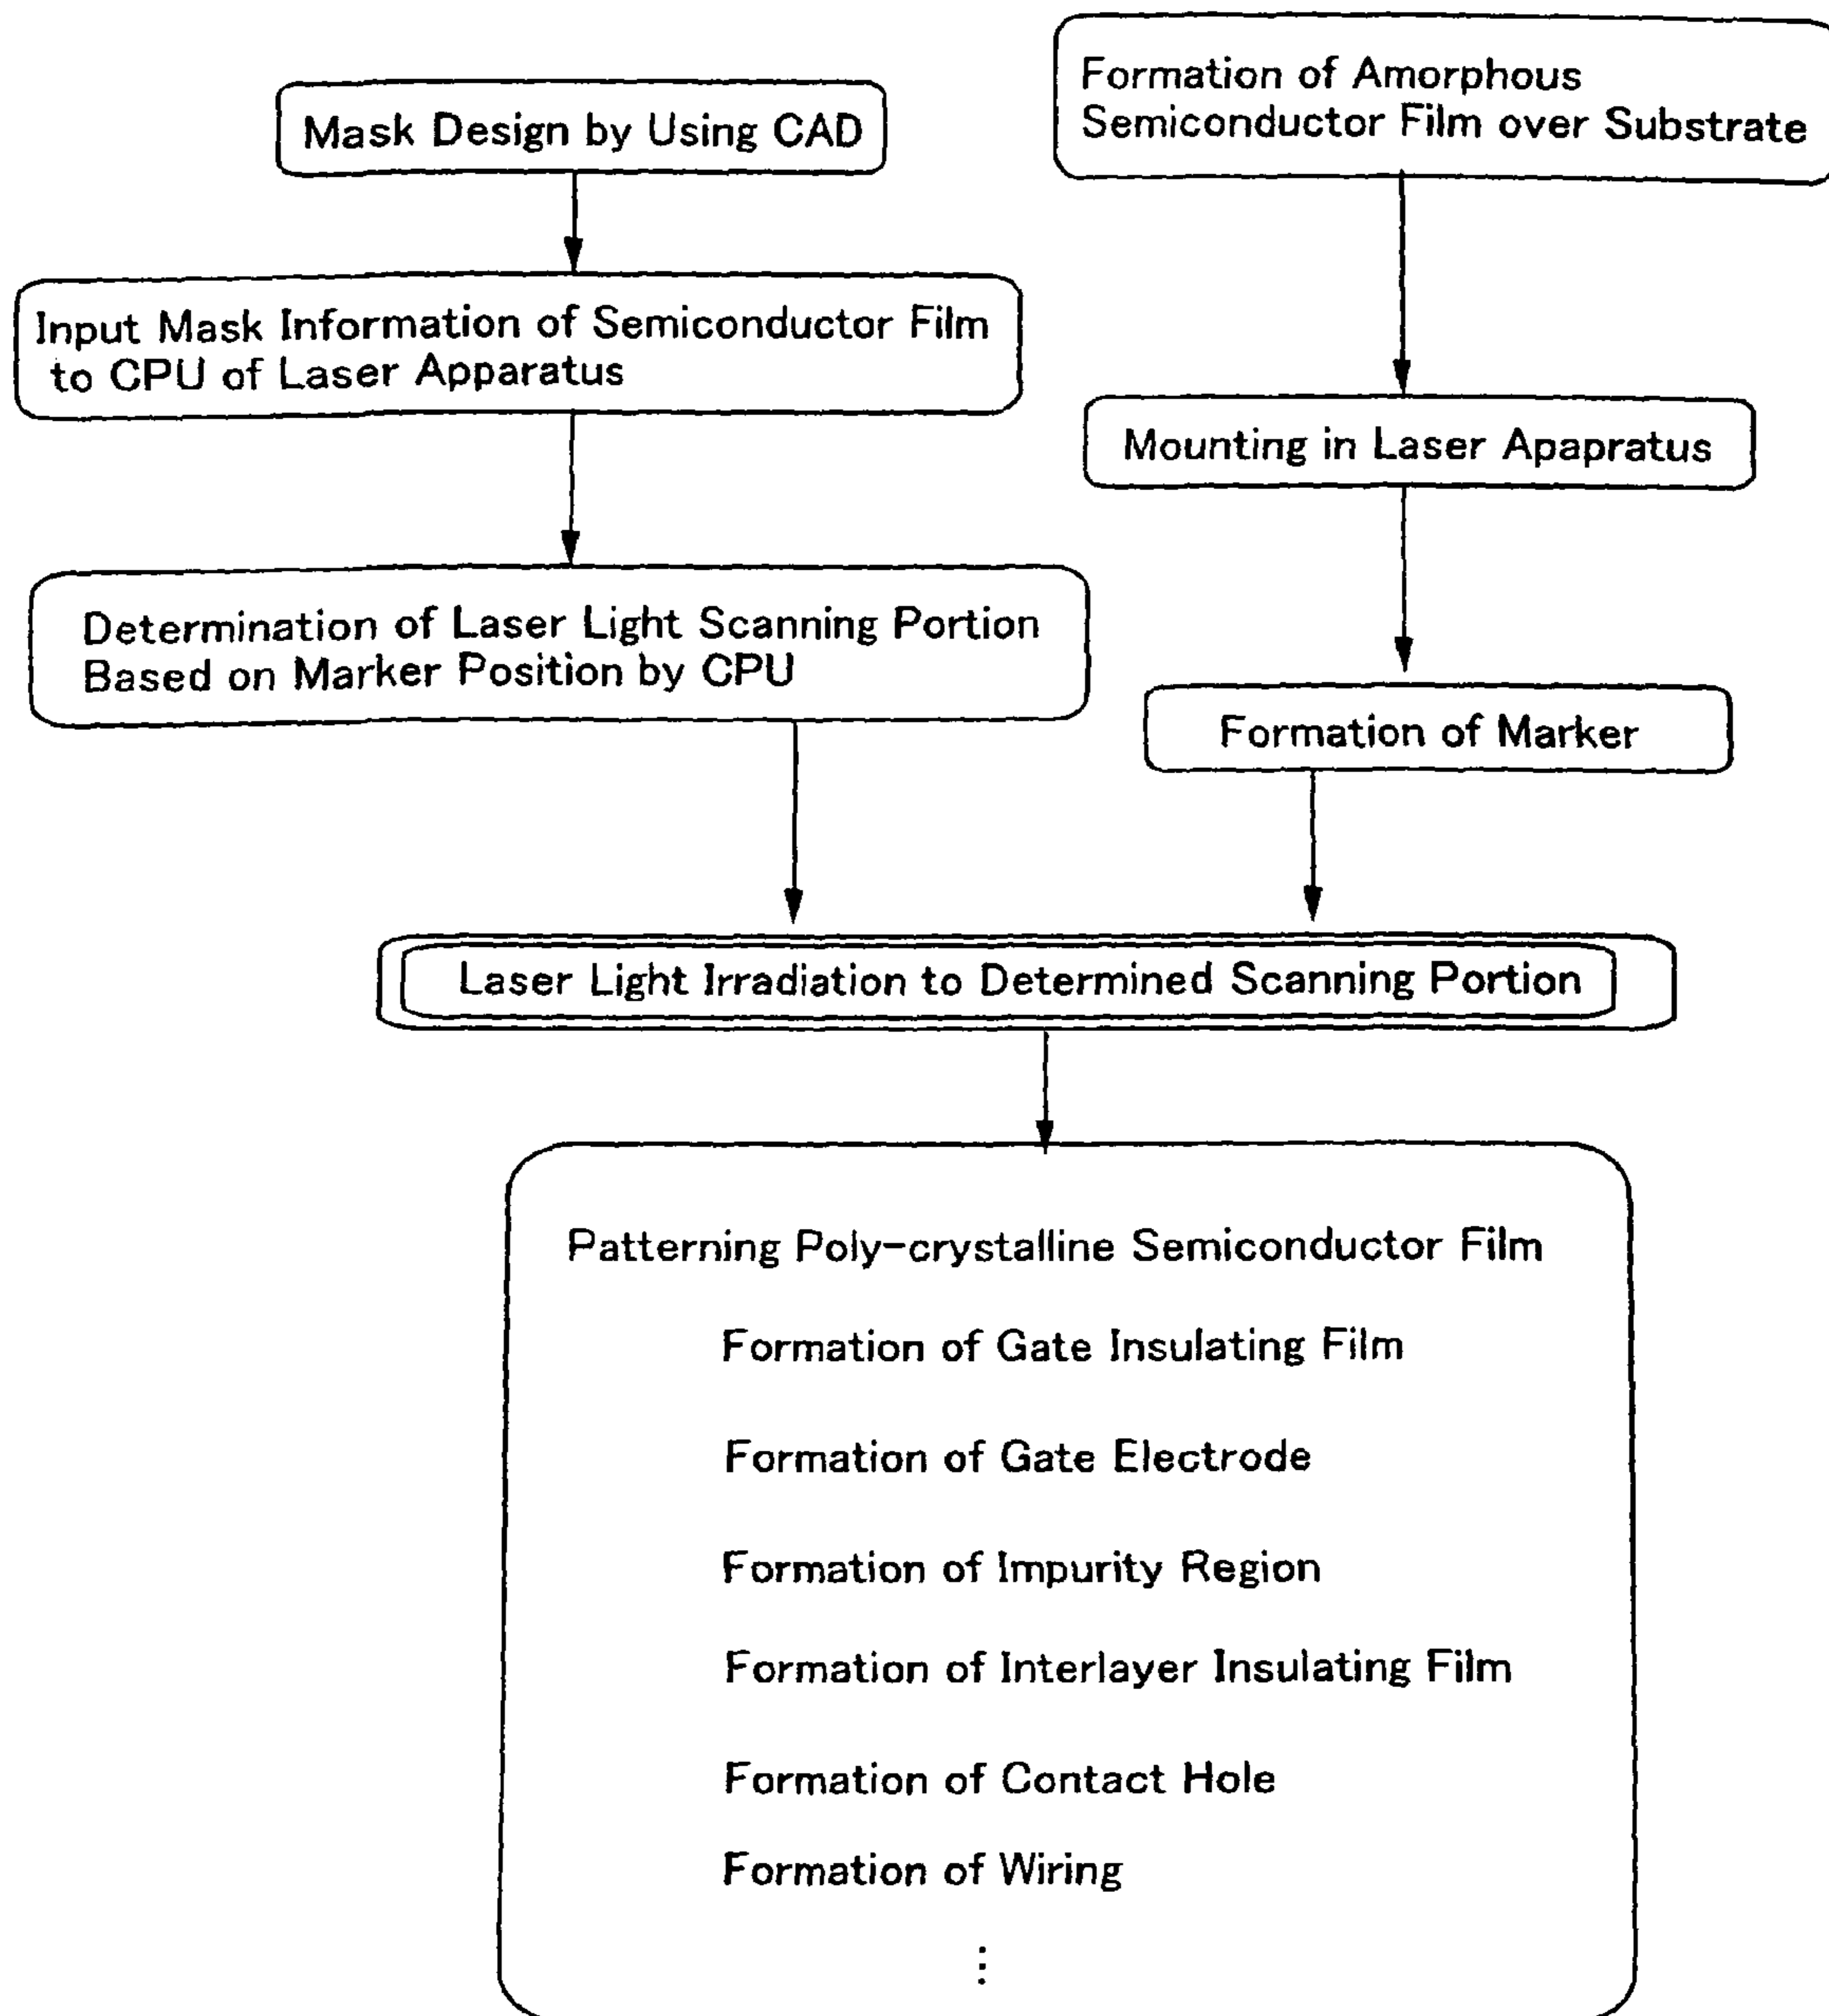 Mask Design by Using CAD
Input Mask Information of Semiconductor Film
to CPU of Laser Apparatus
Determination of Laser Light Scanning Portion
Based on Marker Position by CPU
Formation of Amorphous
Semiconductor Film over Substrate
Mounting in Laser Apapratus
Formation of Marker
Laser Light Irradiation to Determined Scanning Portion
Patterning Poly-crystalline Semiconductor Film
Formation of Gate Insulating Film
Formation of Gate Electrode
Formation of Impurity Region
Formation of Interlayer Insulating Film
Formation of Contact Hole
Formation of Wiring
⋮